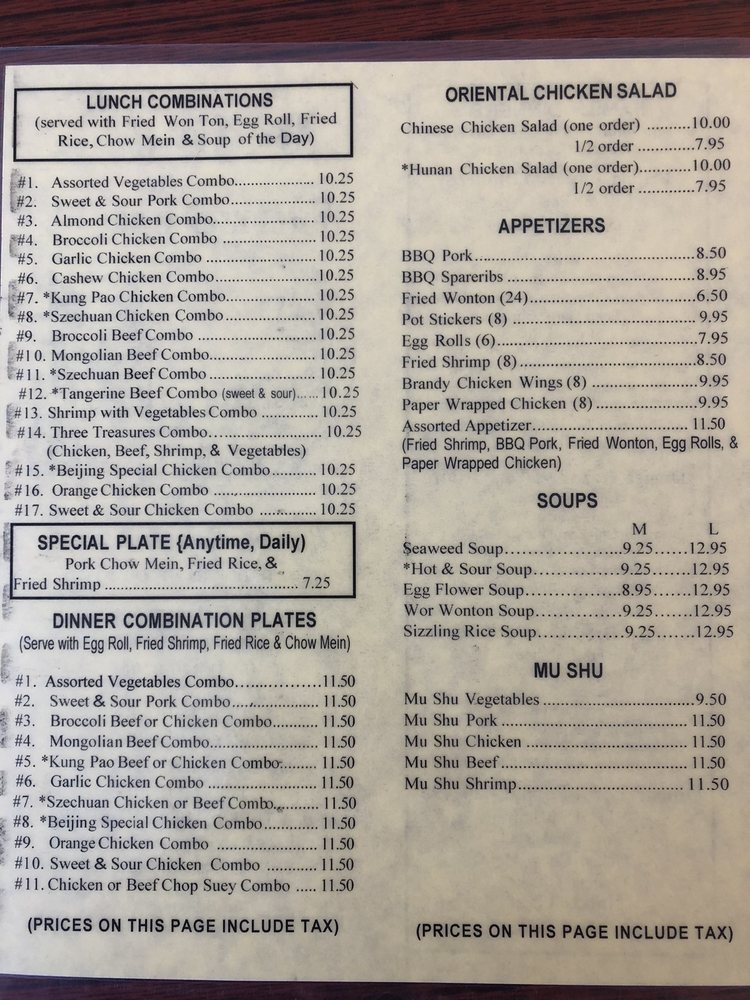 LUNCH COMBINATIONS
(served with Fried Won Ton, Egg Roll, Fried
Rice, Chow Mein & Soup of the Day)
#1. Assorted Vegetables Combo.................... 10.25
#2. Sweet & Sour Pork Combo..................... 10.25
#3. Almond Chicken Combo......................... 10.25
#4. Broccoli Chicken Combo ....................... 10.25
#5. Garlic Chicken Combo ........................... 10.25
#6. Cashew Chicken Combo......................... 10.25
#7. *Kung Pao Chicken Combo...................... 10.25
#8. *Szechuan Chicken Combo ...................... 10.25
#9. Broccoli Beef Combo ............................. 10.25
#10. Mongolian Beef Combo.......................... 10.25
#11. *Szechuan Beef Combo .......................... 10.25
#12. *Tangerine Beef Combo (sweet & sour)...... 10.25
#13. Shrimp with Vegetables Combo .............. 10.25
#14. Three Treasures Combo........................... 10.25
(Chicken, Beef, Shrimp, & Vegetables)
#15. *Beijing Special Chicken Combo............ 10.25
#16. Orange Chicken Combo ......................... 10.25
#17. Sweet & Sour Chicken Combo .............. 10.25
SPECIAL PLATE {Anytime, Daily)
Pork Chow Mein, Fried Rice, &
Fried Shrimp ................................................ 7.25
DINNER COMBINATION PLATES
(Serve with Egg Roll, Fried Shrimp, Fried Rice & Chow Mein)
#1. Assorted Vegetables Combo.....................11.50
#2. Sweet & Sour Pork Combo...................... 11.50
#3. Broccoli Beef or Chicken Combo........... 11.50
#4. Mongolian Beef Combo........................... 11.50
#5. *Kung Pao Beef or Chicken Combo......... 11.50
#6. Garlic Chicken Combo ........................... 11.50
#7. *Szechuan Chicken or Beef Combo........... 11.50
#8. *Beijing Special Chicken Combo............. 11.50
#9. Orange Chicken Combo ......................... 11.50
#10. Sweet & Sour Chicken Combo .............. 11.50
#11. Chicken or Beef Chop Suey Combo ..... 11.50
(PRICES ON THIS PAGE INCLUDE TAX)
ORIENTAL CHICKEN SALAD
Chinese Chicken Salad (one order) ..........10.00
1/2 order .............7.95
*Hunan Chicken Salad (one order)............10.00
1/2 order .............7.95
APPETIZERS
BBQ Pork....................................................8.50
BBQ Spareribs ............................................8.95
Fried Wonton (24).......................................6.50
Pot Stickers (8) ........................................... 9.95
Egg Rolls (6)...............................................7.95
Fried Shrimp (8)..........................................8.50
Brandy Chicken Wings (8) .........................9.95
Paper Wrapped Chicken (8) ........................9.95
Assorted Appetizer..................................... 11.50
(Fried Shrimp, BBQ Pork, Fried Wonton, Egg Rolls, &
Paper Wrapped Chicken)
SOUPS
M L
Seaweed Soup........................9.25......12.95
*Hot & Sour Soup..................9.25.......12.95
Egg Flower Soup....................8.95.......12.95
Wor Wonton Soup..................9.25.......12.95
Sizzling Rice Soup..................9.25.......12.95
MU SHU
Mu Shu Vegetables ...................................9.50
Mu Shu Pork ........................................... 11.50
Mu Shu Chicken ...................................... 11.50
Mu Shu Beef............................................ 11.50
Mu Shu Shrimp....................................... 11.50
(PRICES ON THIS PAGE INCLUDE TAX)